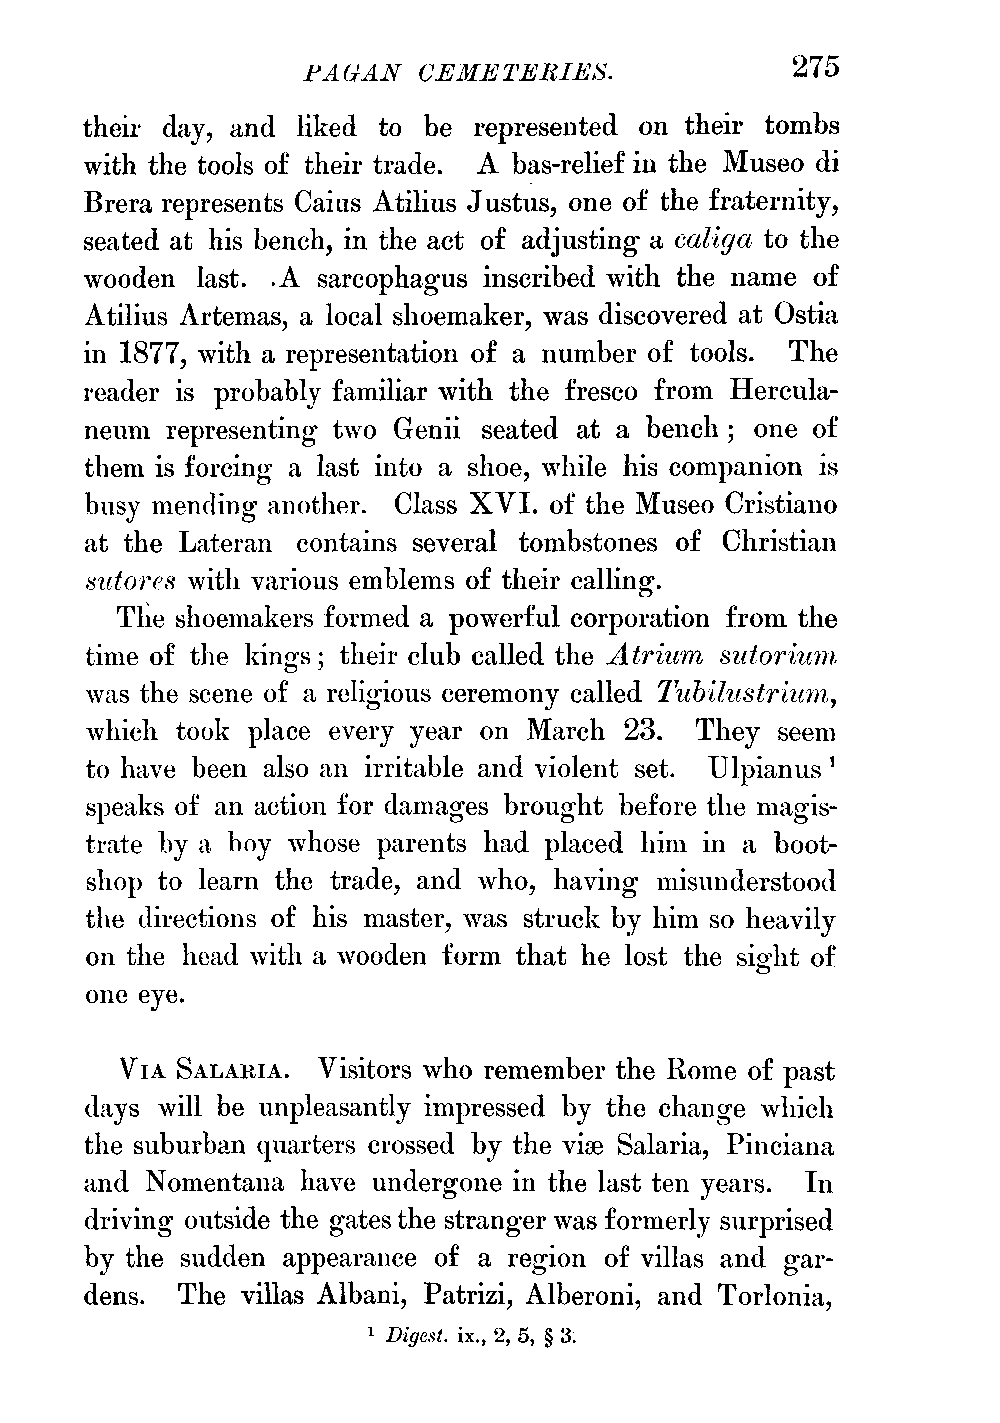 PAGAN CEMETERIES. 275
their day, and liked to be represented on their tombs
with the tools of their trade. A bas-relief in the Museo di
Brera represents Caius Atilius Justus, one of the fraternity,
seated at his bench, in the act of adjusting a caliga to the
wooden last. A sarcophagus inscribed with the name of
Atilius Artemas, a local shoemaker, was discovered at Ostia
in 1877, with a representation of a number of tools. The
reader is probably familiar with the fresco from Hercula-
neum representing two Genii seated at a bench; one of
them is forcing a last into a shoe, while his companion is
busy mending another. Class XVI. of the Museo Cristiano
at the Lateran contains several tombstones of Christian
sutores with various emblems of their calling.
The shoemakers formed a powerful corporation from the
time of the kings; their club called the Atrium sutorium
was the scene of a religious ceremony called Tubilustrium,
which took place every year on March 23. They seem
to have been also an irritable and violent set. Ulpianus ¹
speaks of an action for damages brought before the magis-
trate by a boy whose parents had placed him in a boot-
shop to learn the trade, and who, having misunderstood
the directions of his master, was struck by him so heavily
on the head with a wooden form that he lost the sight of
one eye.
VIA SALARIA. Visitors who remember the Rome of past
days will be unpleasantly impressed by the change which
the suburban quarters crossed by the viæ Salaria, Pinciana
and Nomentana have undergone in the last ten years. In
driving outside the gates the stranger was formerly surprised
by the sudden appearance of a region of villas and gar-
dens. The villas Albani, Patrizi, Alberoni, and Torlonia,
¹ Digest. ix., 2, 5, § 3.